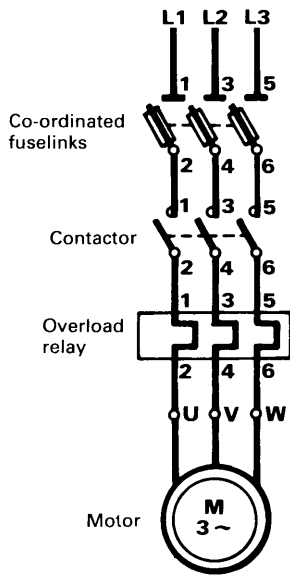 L1 L2 L3
1 3 5
Co-ordinated
fuselinks
2 4 6
1 3 5
Contactor
2 4 6
1 3 5
Overload
relay
2 4 6
U V W
M
3~
Motor